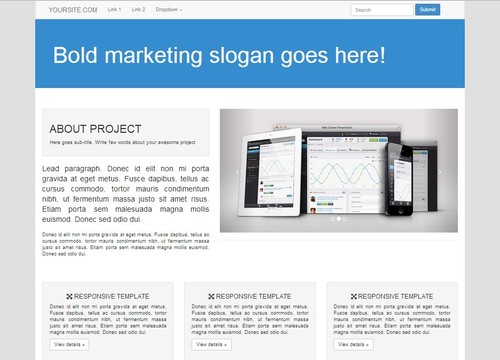 YOURSITE.COM Link 1 Link 2 Dropdown Search Submit
Bold marketing slogan goes here!
ABOUT PROJECT
Here goes sub-title. Write few words about your awesome project
Lead paragraph. Donec id elit non mi porta
gravida at eget metus. Fusce dapibus, tellus ac
cursus commodo, tortor mauris condimentum
nibh, ut fermentum massa justo sit amet risus.
Etiam porta sem malesuada magna mollis
euismod. Donec sed odio dui.
Donec id elit non mi porta gravida at eget metus. Fusce dapibus, tellus ac
cursus commodo, tortor mauris condimentum nibh, ut fermentum massa
justo sit amet risus. Etiam porta sem malesuada magna mollis euismod.
Donec sed odio dui.
RESPONSIVE TEMPLATE
Donec id elit non mi porta gravida at eget metus.
Fusce dapibus, tellus ac cursus commodo, tortor
mauris condimentum nibh, ut fermentum massa
justo sit amet risus. Etiam porta sem malesuada
magna mollis euismod. Donec sed odio dui.
View details »
RESPONSIVE TEMPLATE
Donec id elit non mi porta gravida at eget metus.
Fusce dapibus, tellus ac cursus commodo, tortor
mauris condimentum nibh, ut fermentum massa
justo sit amet risus. Etiam porta sem malesuada
magna mollis euismod. Donec sed odio dui.
View details »
RESPONSIVE TEMPLATE
Donec id elit non mi porta gravida at eget metus.
Fusce dapibus, tellus ac cursus commodo, tortor
mauris condimentum nibh, ut fermentum massa
justo sit amet risus. Etiam porta sem malesuada
magna mollis euismod. Donec sed odio dui.
View details »